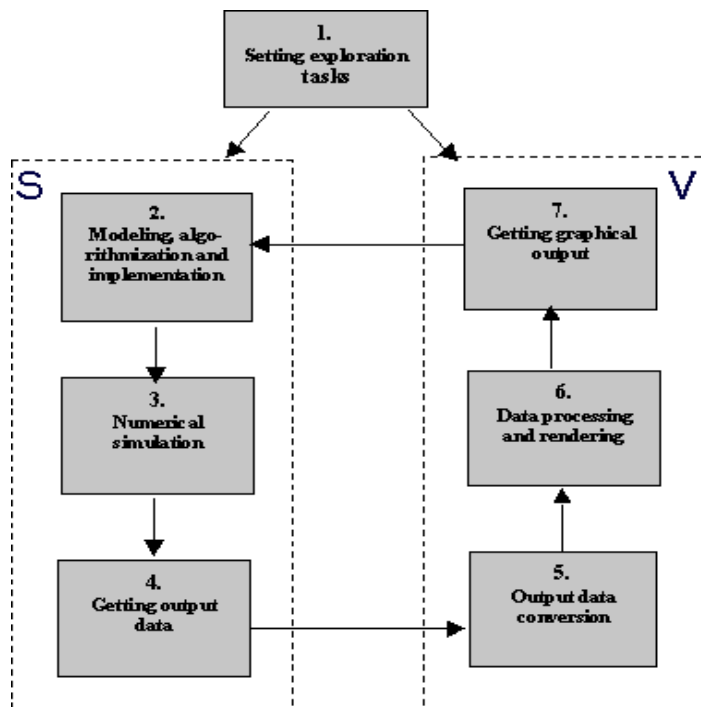 1.
Setting exploration
tasks
S
2.
Modeling, algo-
rithmization and
implementation
3.
Numerical
simulation
4.
Getting output
data
V
7.
Getting graphical
output
6.
Data processing
and rendering
5.
Output data
conversion